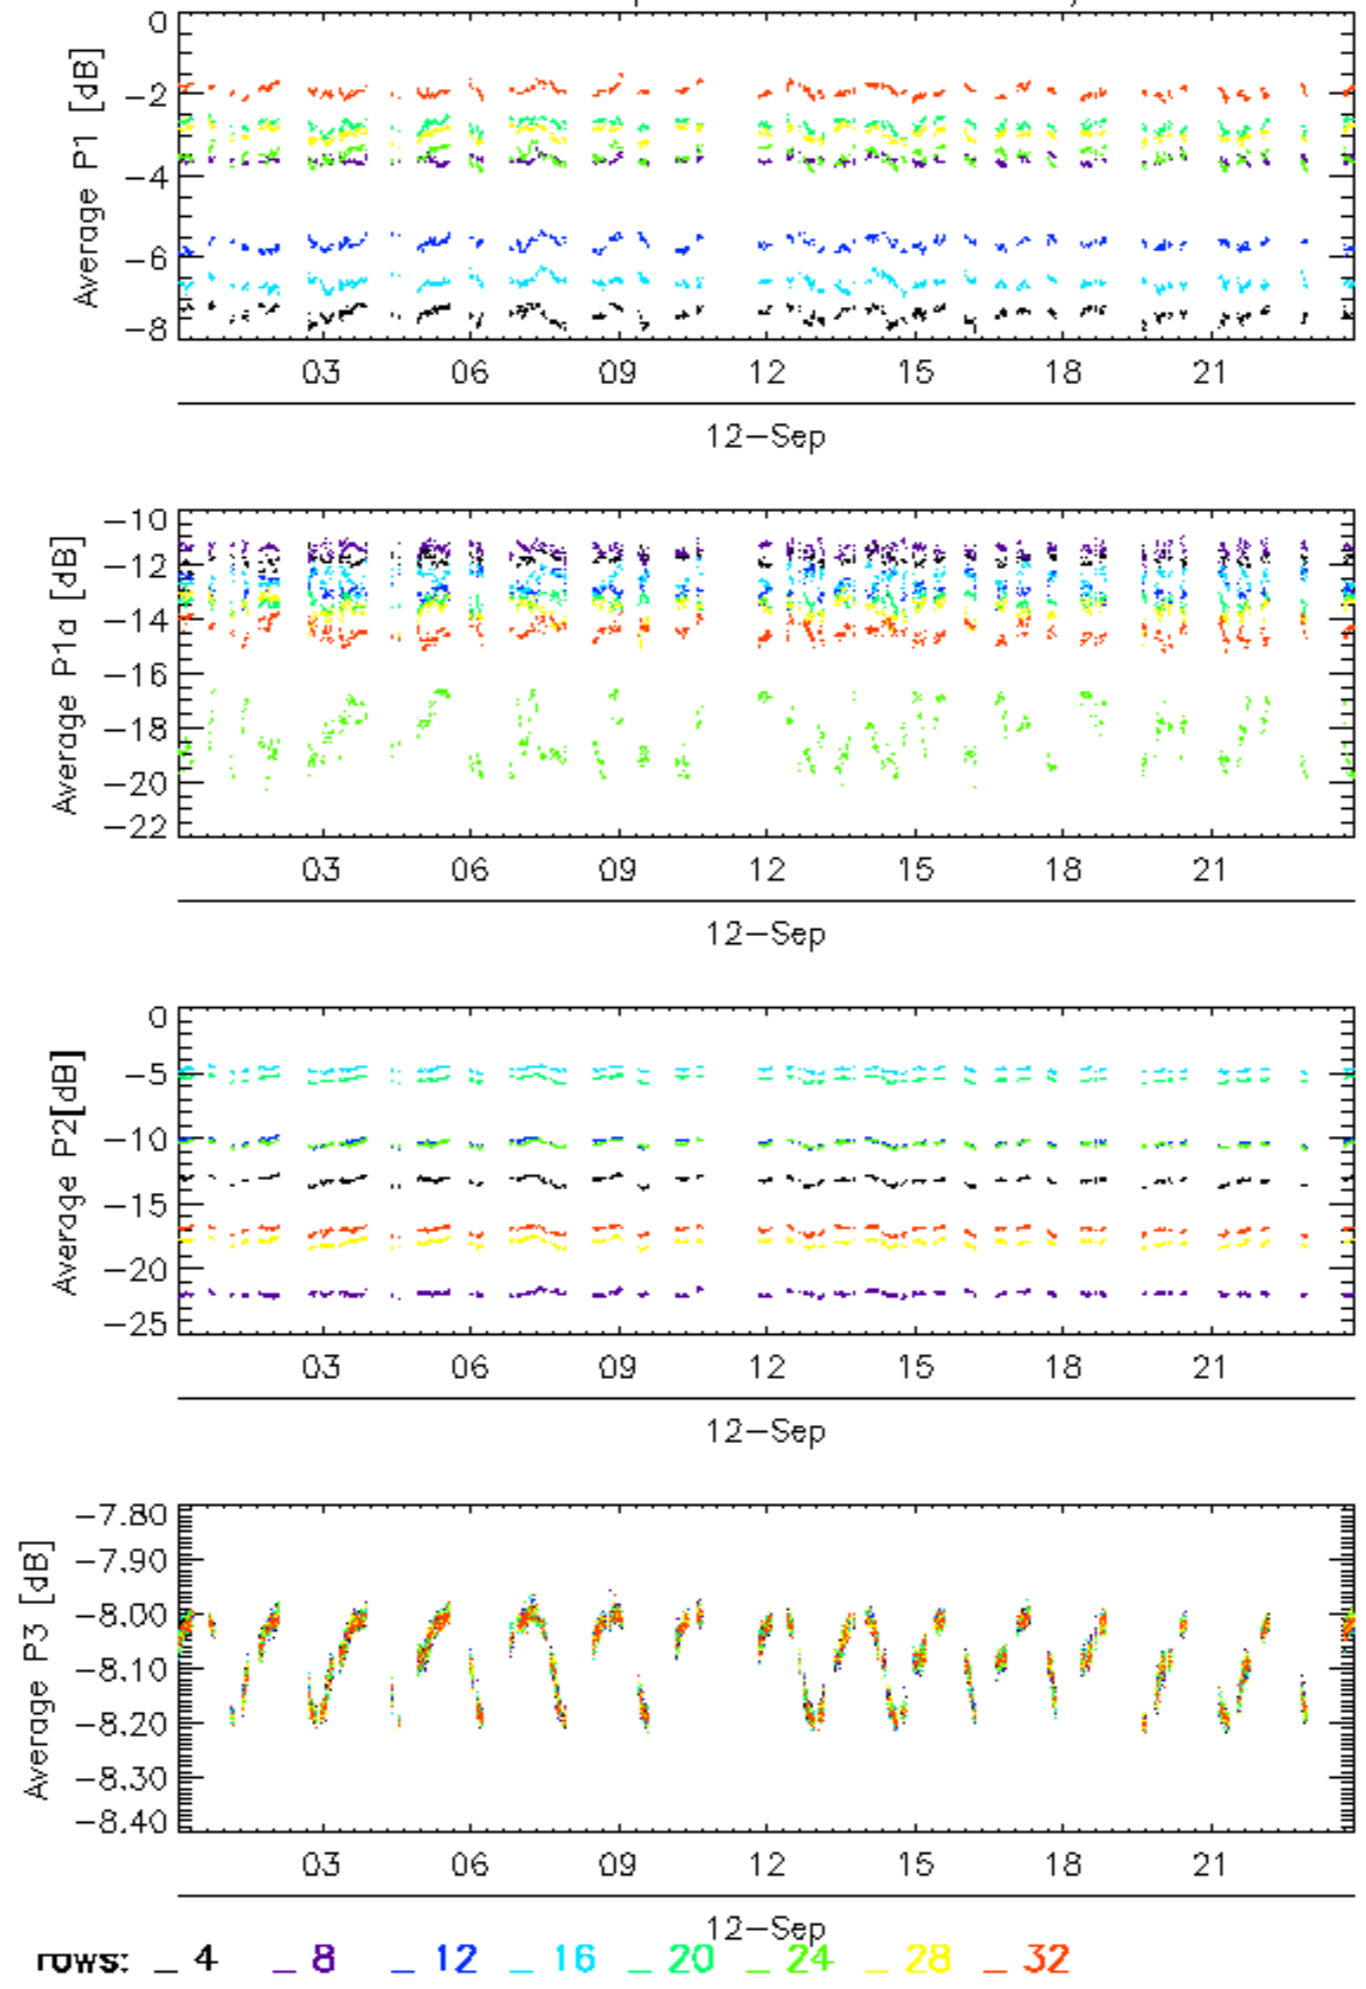 Average P1 [dB]
0
−2
−4
−6
−8
03 06 09 12 15 18 21
12−Sep
Average P1a [dB]
−10
−12
−14
−16
−18
−20
−22
03 06 09 12 15 18 21
12−Sep
Average P2[dB]
0
−5
−10
−15
−20
−25
03 06 09 12 15 18 21
12−Sep
Average P3 [dB]
−7.80
−7.90
−8.00
−8.10
−8.20
−8.30
−8.40
03 06 09 12 15 18 21
12−Sep
rows: _ 4 _ 8 _ 12 _ 16 _ 20 _ 24 _ 28 _ 32